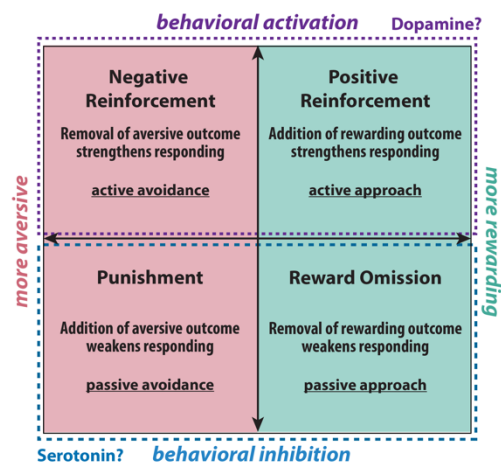 behavioral activation
Dopamine?
Negative
Reinforcement
Removal of aversive outcome
strengthens responding
active avoidance
Positive
Reinforcement
Addition of rewarding outcome
strengthens responding
active approach
more aversive
more rewarding
Punishment
Addition of aversive outcome
weakens responding
passive avoidance
Reward Omission
Removal of rewarding outcome
weakens responding
passive approach
Serotonin?
behavioral inhibition